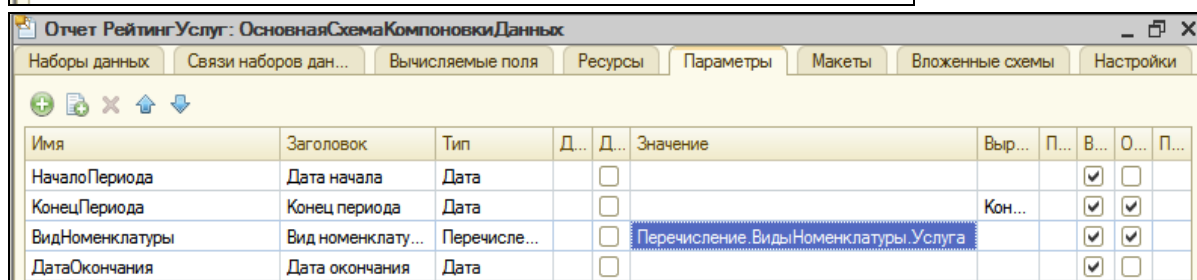 Отчет РейтингУслуг: ОсновнаяСхемаКомпоновкиДанных
Наборы данных Связи наборов дан... Вычисляемые поля Ресурсы Параметры Макеты Вложенные схемы Настройки
Имя Заголовок Тип Д... Д... Значение Выр... П... В... О... П...
НачалоПериода Дата начала Дата
КонецПериода Конец периода Дата Кон...
ВидНоменклатуры Вид номенклату... Перечисле... Перечисление.ВидыНоменклатуры.Услуга
ДатаОкончания Дата окончания Дата